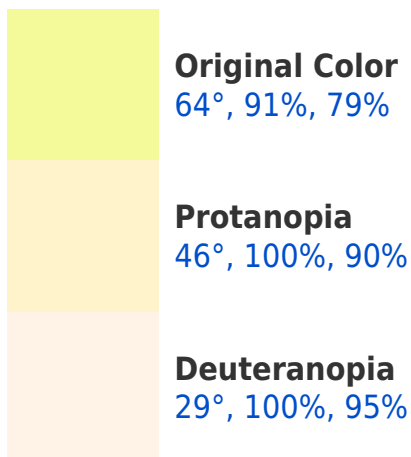 Original Color
64°, 91%, 79%
Protanopia
46°, 100%, 90%
Deuteranopia
29°, 100%, 95%